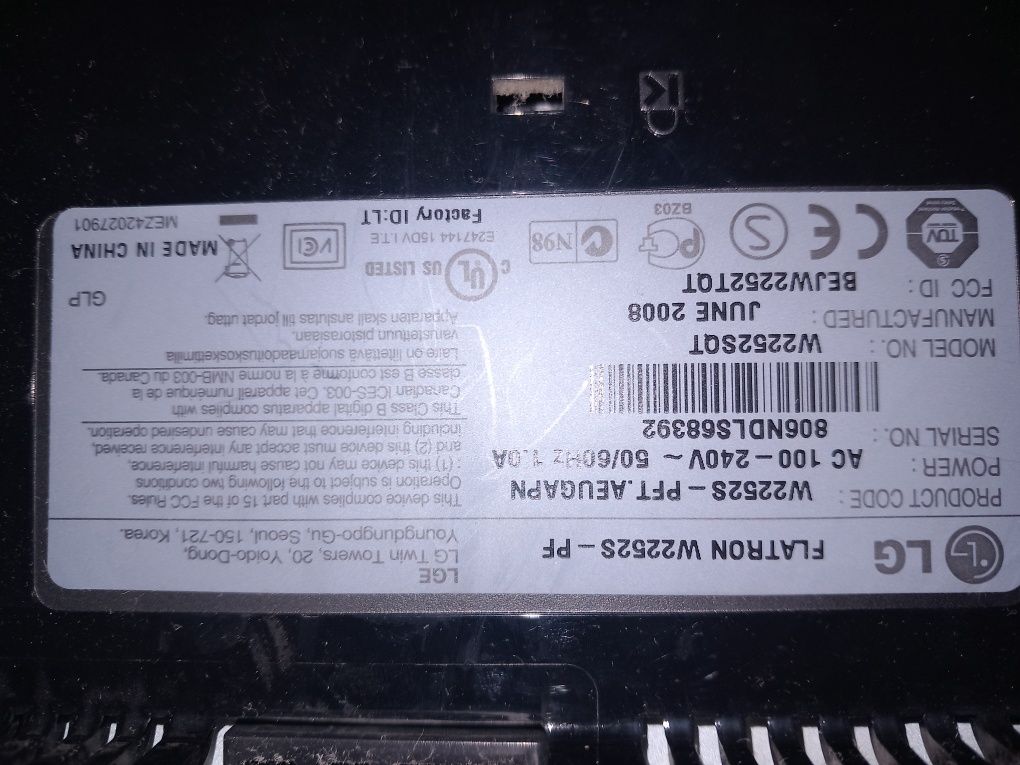 LG FLATRON W2252S-PF
PRODUCT CODE : W2252S-PFT.AEUGAPN
POWER : AC 100-240V ~ 50/60Hz 1.0A
SERIAL NO. : 806NDLS68392
MODEL NO. : W2252SQT
MANUFACTURED : JUNE 2008
FCC ID : BEJW2252TQT
LGE
LG Twin Towers, 20, Yoido-Dong,
Youngdungpo-Gu, Seoul, 150-721, Korea.
This device complies with part 15 of the FCC Rules.
Operation is subject to the following two conditions
: (1) this device may not cause harmful interference,
and (2) this device must accept any interference received,
including interference that may cause undesired operation.
This Class B digital apparatus complies with
Canadian ICES-003. Cet appareil numérique de la
classe B est conforme à la norme NMB-003 du Canada.
Laite on liitettävä suojamaadoituskoskettimilla
varustettuun pistorasiaan.
Apparaten skall anslutas till jordat uttag.
GLP
TÜV
S
CE
S
PC
BZ03
N98
C UL US LISTED
E247144 15DV I.T.E
Factory ID:LT
VCI
MADE IN CHINA
MEZ42027901
K